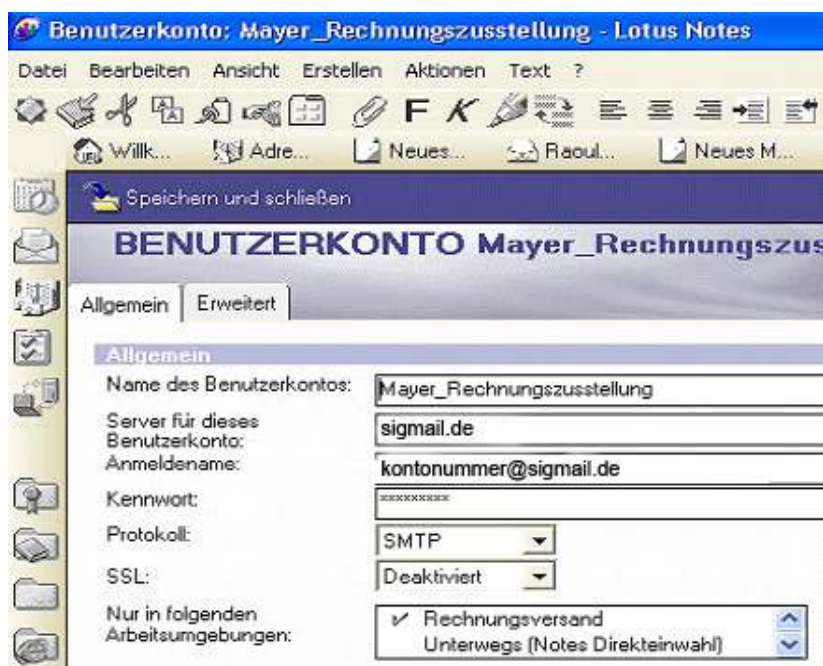 Benutzerkonto: Mayer_Rechnungszusstellung - Lotus Notes
Datei Bearbeiten Ansicht Erstellen Aktionen Text ?
F K
Willk... Adre... Neues... Raoul... Neues M...
Speichern und schließen
BENUTZERKONTO Mayer_Rechnungszus
Allgemein Erweitert
Allgemein
Name des Benutzerkontos: Mayer_Rechnungszusstellung
Server für dieses
Benutzerkonto: sigmail.de
Anmeldename: kontonummer@sigmail.de
Kennwort: *********
Protokoll: SMTP
SSL: Deaktiviert
Nur in folgenden
Arbeitsumgebungen:
Rechnungsversand
Unterwegs (Notes Direkteinwahl)